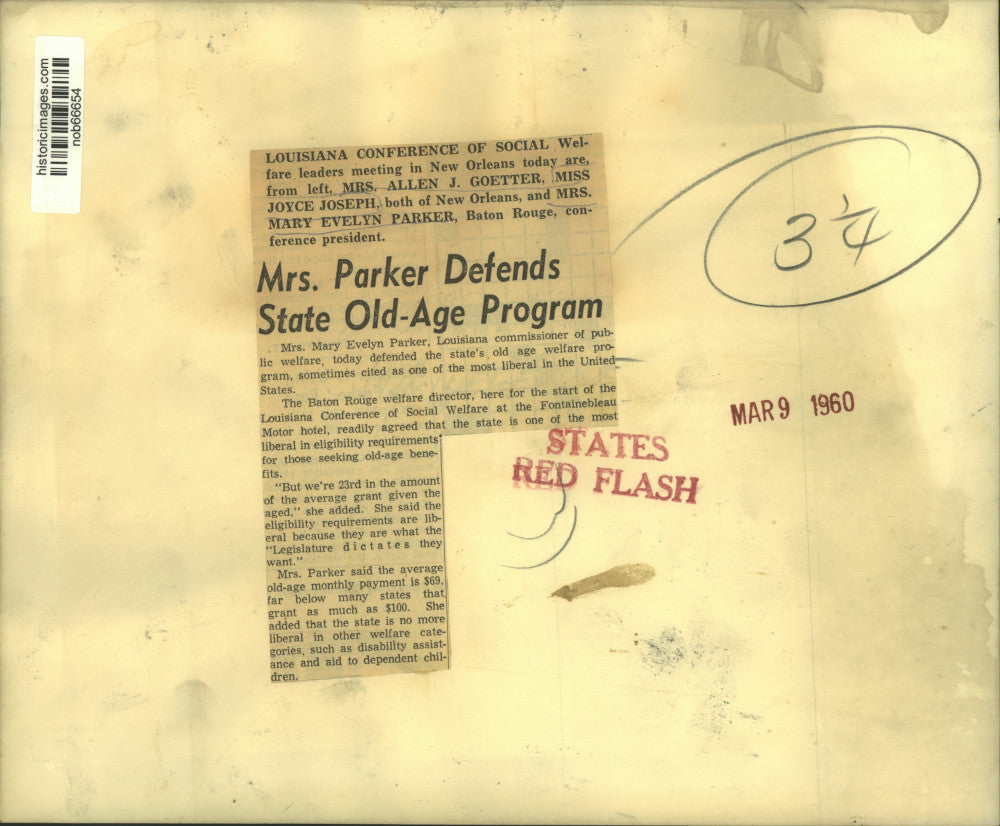 historicimages.com
nob66654
LOUISIANA CONFERENCE OF SOCIAL Wel-
fare leaders meeting in New Orleans today are,
from left, MRS. ALLEN J. GOETTER, MISS
JOYCE JOSEPH, both of New Orleans, and MRS.
MARY EVELYN PARKER, Baton Rouge, con-
ference president.
Mrs. Parker Defends
State Old-Age Program
Mrs. Mary Evelyn Parker, Louisiana commissioner of pub-
lic welfare, today defended the state's old age welfare pro-
gram, sometimes cited as one of the most liberal in the United
States.
The Baton Rouge welfare director, here for the start of the
Louisiana Conference of Social Welfare at the Fontainebleau
Motor hotel, readily agreed that the state is one of the most
liberal in eligibility requirements
for those seeking old-age bene-
fits.
"But we're 23rd in the amount
of the average grant given the
aged," she added. She said the
eligibility requirements are lib-
eral because they are what the
"Legislature dictates they
want."
Mrs. Parker said the average
old-age monthly payment is $69,
far below many states that
grant as much as $100. She
added that the state is no more
liberal in other welfare cate-
gories, such as disability assist-
ance and aid to dependent chil-
dren.
3 1/4
MAR 9 1960
STATES
RED FLASH